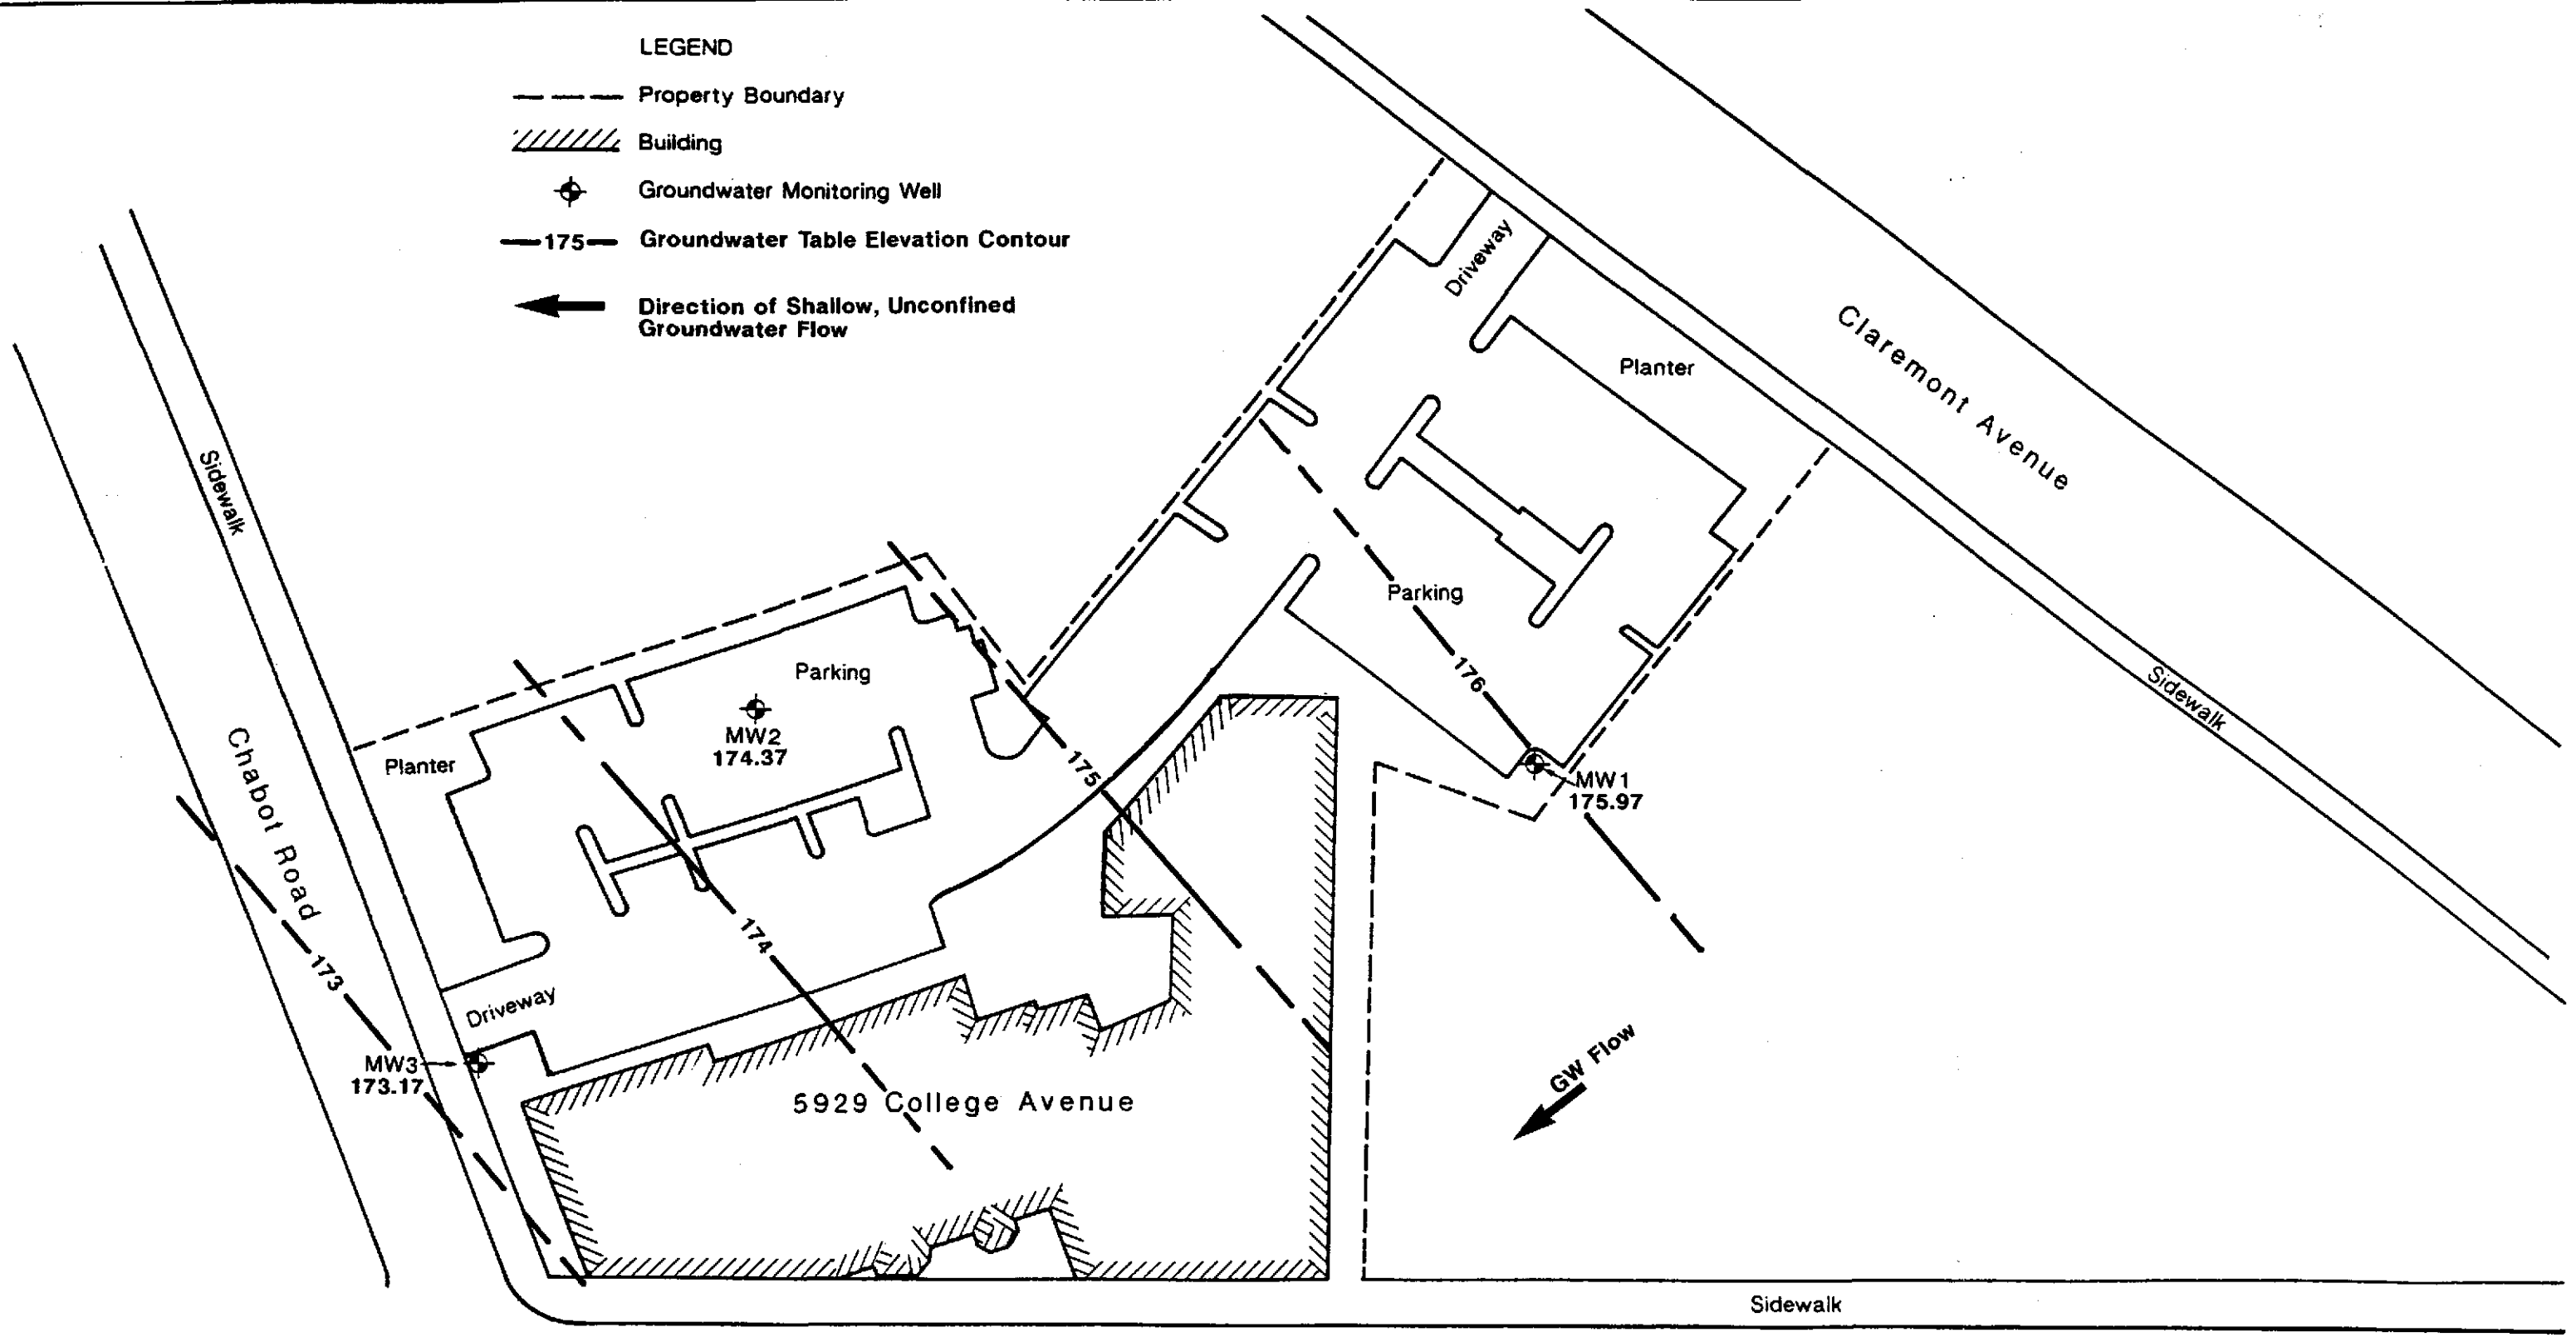 LEGEND
Property Boundary
Building
Groundwater Monitoring Well
175
Groundwater Table Elevation Contour
Direction of Shallow, Unconfined
Groundwater Flow
Driveway
Planter
Claremont Avenue
Sidewalk
Sidewalk
Parking
176
MW1
175.97
Parking
MW2
174.37
175
Planter
Chabot Road
174
173
Driveway
MW3
173.17
5929 College Avenue
GW Flow
Sidewalk